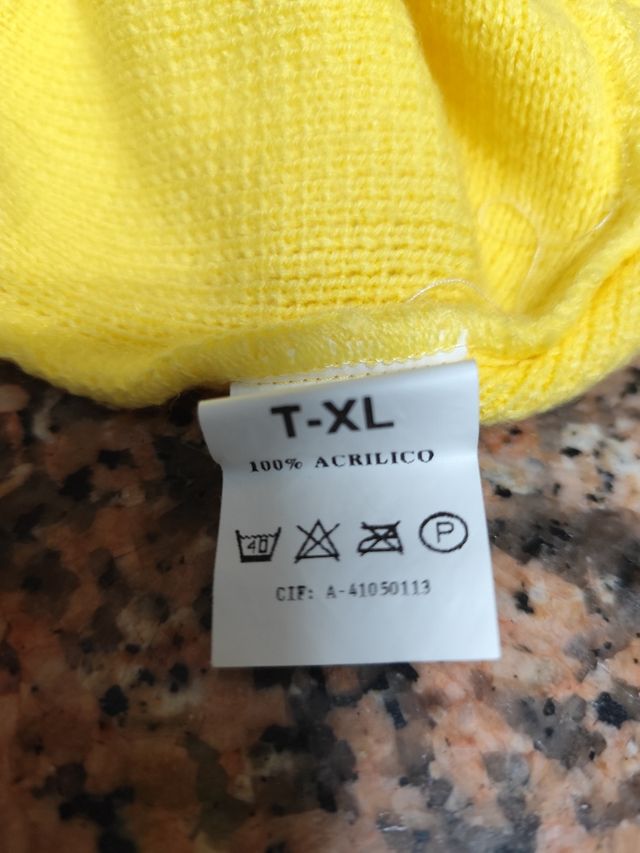 T-XL
100% ACRILICO
40 P
CIF: A-41050113